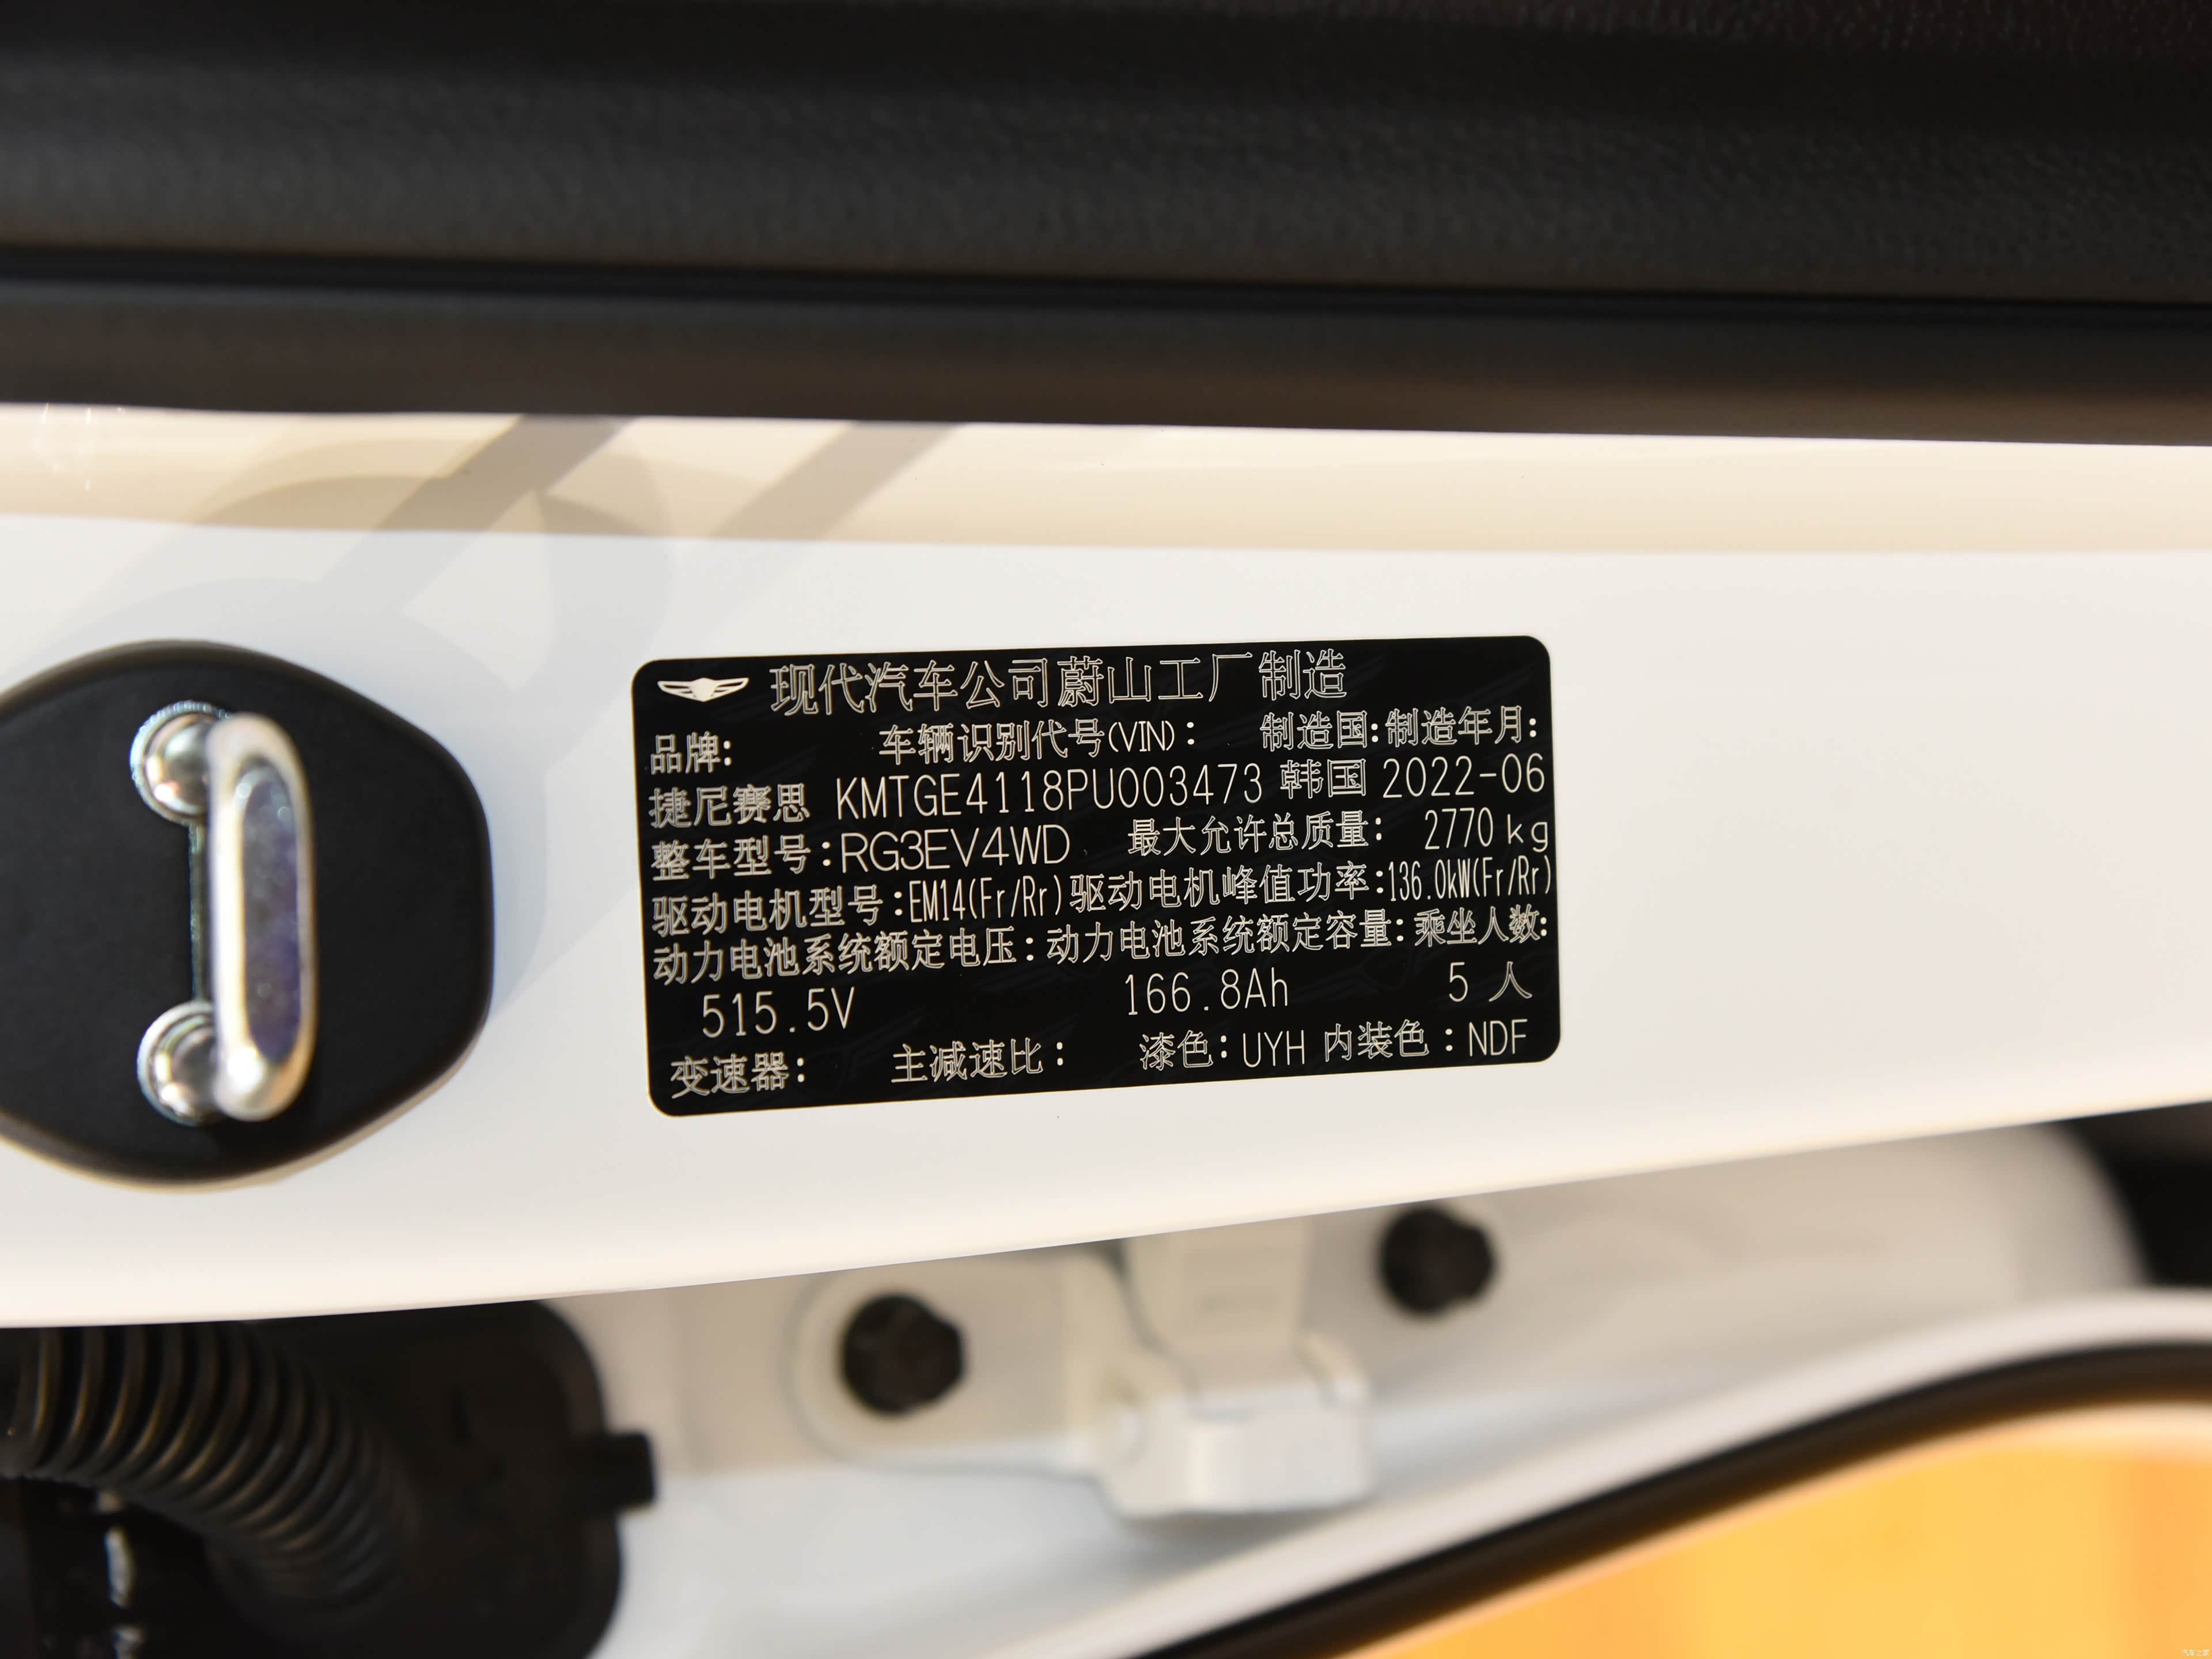 现代汽车公司蔚山工厂制造
品牌: 车辆识别代号(VIN): 制造国: 制造年月:
捷尼赛思 KMTGE4118PU003473 韩国 2022-06
整车型号:RG3EV4WD 最大允许总质量: 2770 kg
驱动电机型号:EM14(Fr/Rr) 驱动电机峰值功率:136.0kW(Fr/Rr)
动力电池系统额定电压: 动力电池系统额定容量: 乘坐人数:
515.5V 166.8Ah 5 人
变速器: 主减速比: 漆色:UYH 内装色:NDF
汽车之家